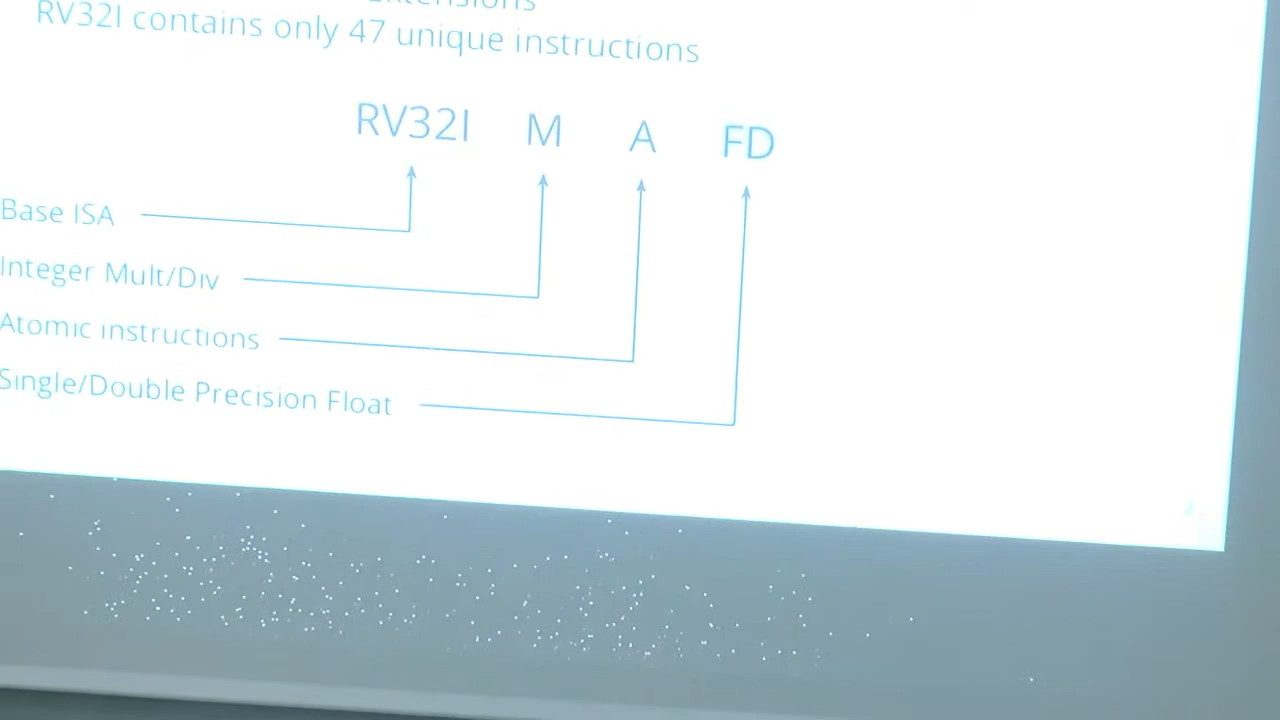 RV32I contains only 47 unique instructions
RV32I M A FD
Base ISA
Integer Mult/Div
Atomic instructions
Single/Double Precision Float